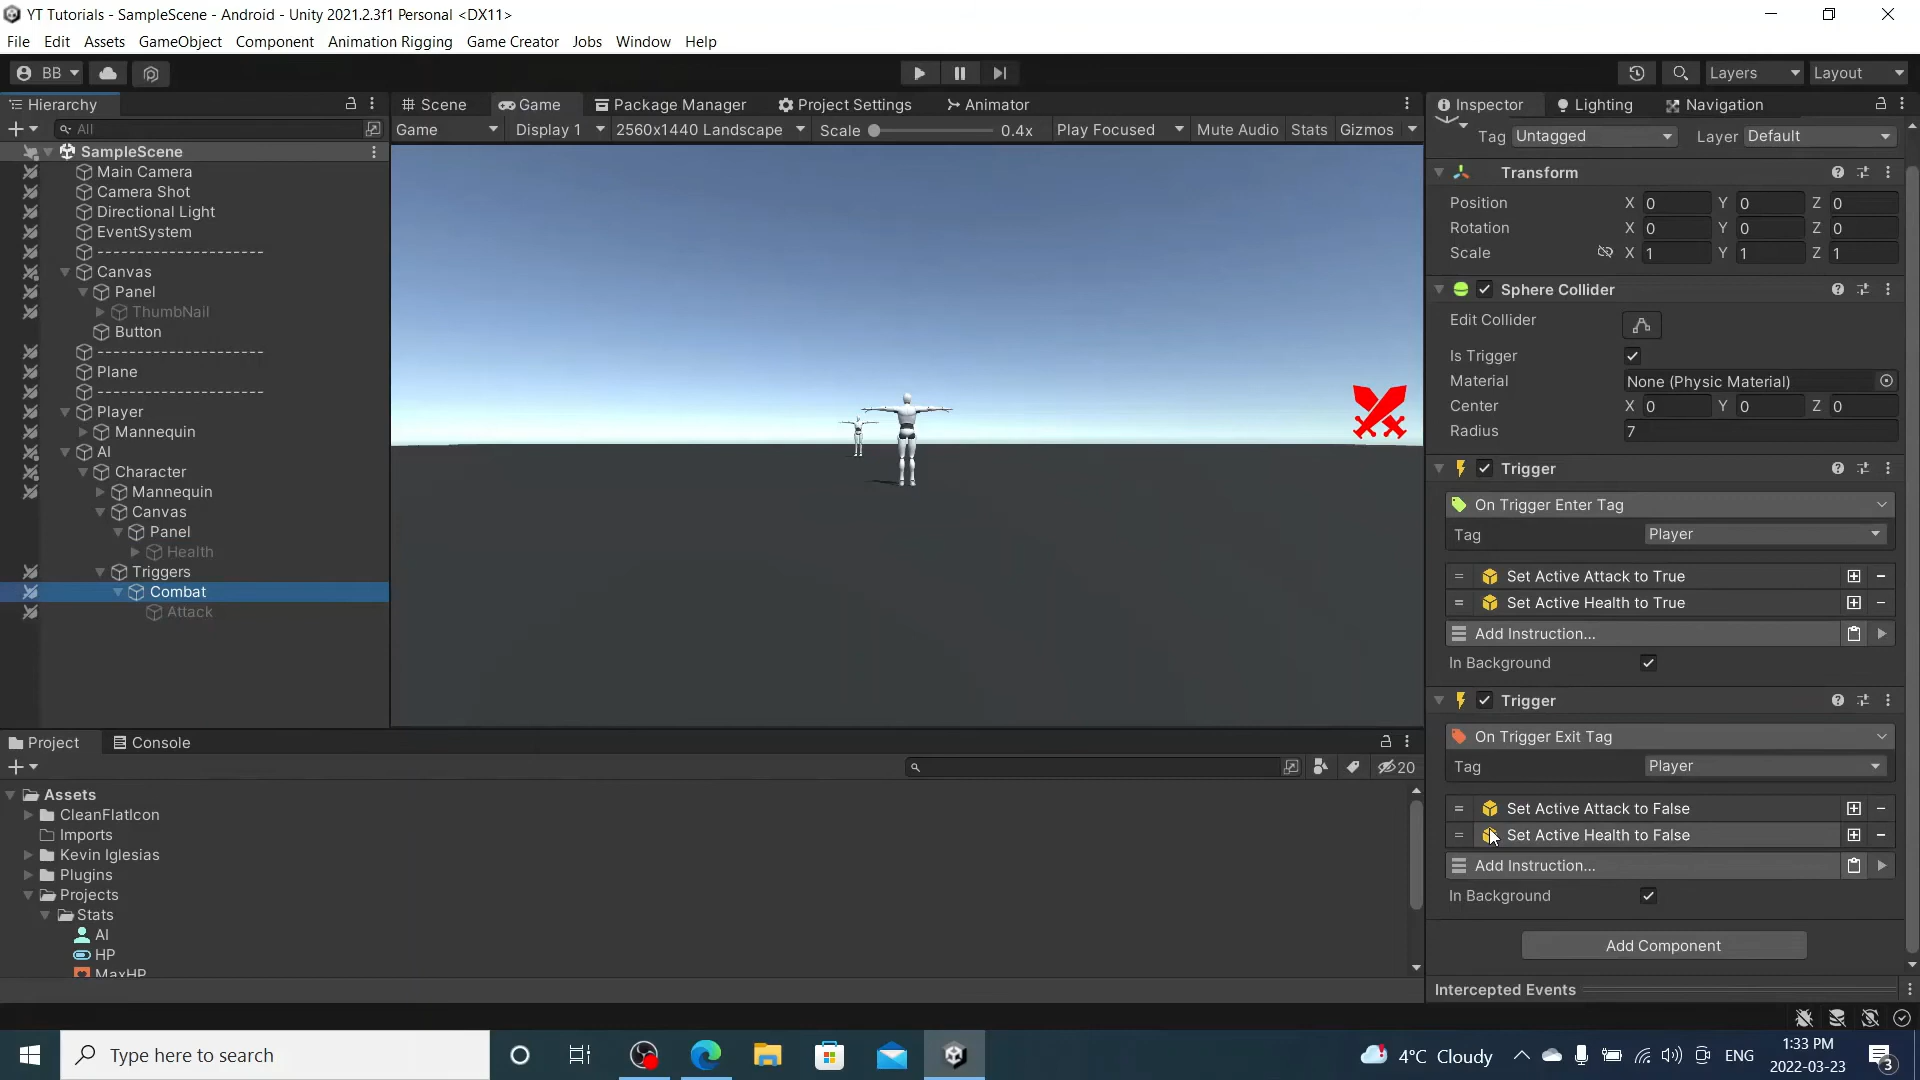 YT Tutorials - SampleScene - Android - Unity 2021.2.3f1 Personal <DX11>
File Edit Assets GameObject Component Animation Rigging Game Creator Jobs Window Help
BB Layers Layout
Hierarchy
All
SampleScene
Main Camera
Camera Shot
Directional Light
EventSystem
-----------------------
Canvas
Panel
ThumbNail
Button
-----------------------
Plane
-----------------------
Player
Mannequin
AI
Character
Mannequin
Canvas
Panel
Health
Triggers
Combat
Attack
Scene Game Package Manager Project Settings Animator
Game Display 1 2560x1440 Landscape Scale 0.4x Play Focused Mute Audio Stats Gizmos
Inspector Lighting Navigation
Tag Untagged Layer Default
Transform
Position X 0 Y 0 Z 0
Rotation X 0 Y 0 Z 0
Scale X 1 Y 1 Z 1
Sphere Collider
Edit Collider
Is Trigger
Material None (Physic Material)
Center X 0 Y 0 Z 0
Radius 7
Trigger
On Trigger Enter Tag
Tag Player
Set Active Attack to True
Set Active Health to True
Add Instruction...
In Background
Trigger
On Trigger Exit Tag
Tag Player
Set Active Attack to False
Set Active Health to False
Add Instruction...
In Background
Add Component
Intercepted Events
Project Console
20
Assets
CleanFlatIcon
Imports
Kevin Iglesias
Plugins
Projects
Stats
AI
HP
MaxHP
Type here to search
4°C Cloudy
ENG
1:33 PM
2022-03-23
3